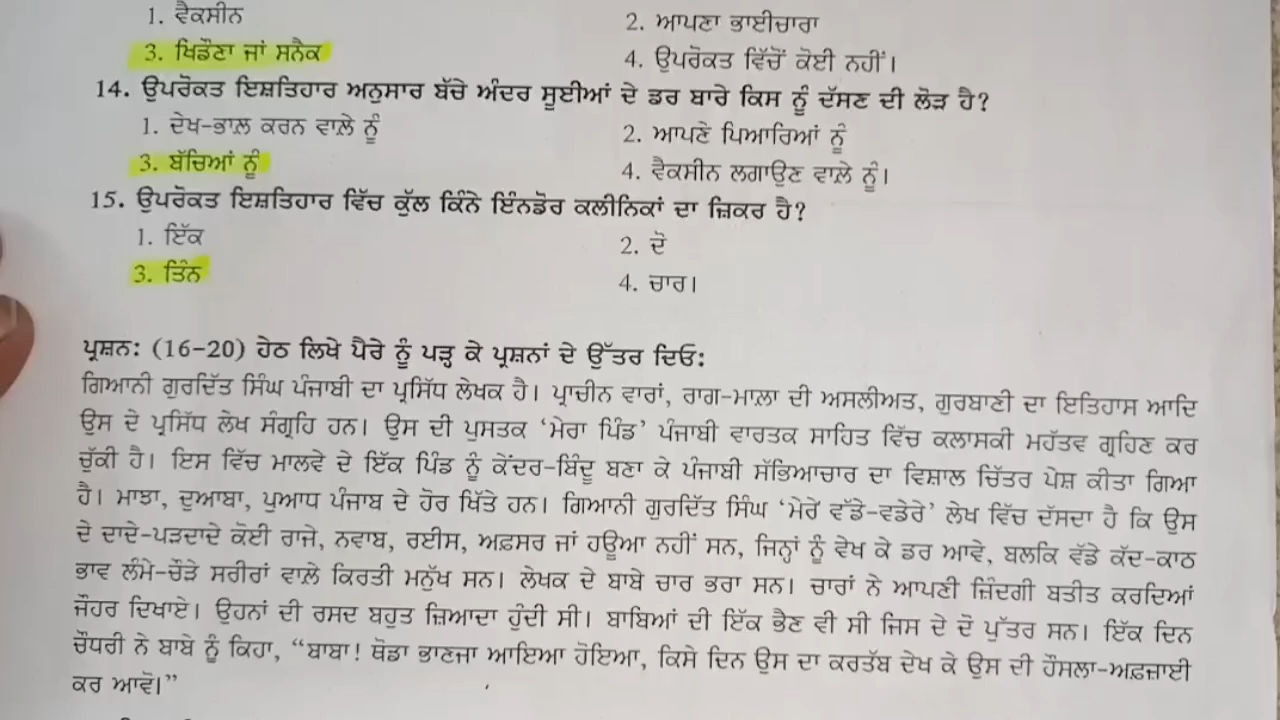 1. ਵੈਕਸੀਨ 2. ਆਪਣਾ ਭਾਈਚਾਰਾ
3. ਖਿਡੌਣਾ ਜਾਂ ਸਨੈਕ 4. ਉਪਰੋਕਤ ਵਿੱਚੋਂ ਕੋਈ ਨਹੀਂ।
14. ਉਪਰੋਕਤ ਇਸ਼ਤਿਹਾਰ ਅਨੁਸਾਰ ਬੱਚੇ ਅੰਦਰ ਸੂਈਆਂ ਦੇ ਡਰ ਬਾਰੇ ਕਿਸ ਨੂੰ ਦੱਸਣ ਦੀ ਲੋੜ ਹੈ?
1. ਦੇਖ-ਭਾਲ ਕਰਨ ਵਾਲੇ ਨੂੰ 2. ਆਪਣੇ ਪਿਆਰਿਆਂ ਨੂੰ
3. ਬੱਚਿਆਂ ਨੂੰ 4. ਵੈਕਸੀਨ ਲਗਾਉਣ ਵਾਲੇ ਨੂੰ।
15. ਉਪਰੋਕਤ ਇਸ਼ਤਿਹਾਰ ਵਿੱਚ ਕੁੱਲ ਕਿੰਨੇ ਇੰਨਡੋਰ ਕਲੀਨਿਕਾਂ ਦਾ ਜ਼ਿਕਰ ਹੈ?
1. ਇੱਕ 2. ਦੋ
3. ਤਿੰਨ 4. ਚਾਰ।
ਪ੍ਰਸ਼ਨ: (16-20) ਹੇਠ ਲਿਖੇ ਪੈਰੇ ਨੂੰ ਪੜ੍ਹ ਕੇ ਪ੍ਰਸ਼ਨਾਂ ਦੇ ਉੱਤਰ ਦਿਓ:
ਗਿਆਨੀ ਗੁਰਦਿੱਤ ਸਿੰਘ ਪੰਜਾਬੀ ਦਾ ਪ੍ਰਸਿੱਧ ਲੇਖਕ ਹੈ। ਪ੍ਰਾਚੀਨ ਵਾਰਾਂ, ਰਾਗ-ਮਾਲਾ ਦੀ ਅਸਲੀਅਤ, ਗੁਰਬਾਣੀ ਦਾ ਇਤਿਹਾਸ ਆਦਿ
ਉਸ ਦੇ ਪ੍ਰਸਿੱਧ ਲੇਖ ਸੰਗ੍ਰਹਿ ਹਨ। ਉਸ ਦੀ ਪੁਸਤਕ ‘ਮੇਰਾ ਪਿੰਡ’ ਪੰਜਾਬੀ ਵਾਰਤਕ ਸਾਹਿਤ ਵਿੱਚ ਕਲਾਸਕੀ ਮਹੱਤਵ ਗ੍ਰਹਿਣ ਕਰ
ਚੁੱਕੀ ਹੈ। ਇਸ ਵਿੱਚ ਮਾਲਵੇ ਦੇ ਇੱਕ ਪਿੰਡ ਨੂੰ ਕੇਂਦਰ-ਬਿੰਦੂ ਬਣਾ ਕੇ ਪੰਜਾਬੀ ਸੱਭਿਆਚਾਰ ਦਾ ਵਿਸ਼ਾਲ ਚਿੱਤਰ ਪੇਸ਼ ਕੀਤਾ ਗਿਆ
ਹੈ। ਮਾਝਾ, ਦੁਆਬਾ, ਪੁਆਧ ਪੰਜਾਬ ਦੇ ਹੋਰ ਖਿੱਤੇ ਹਨ। ਗਿਆਨੀ ਗੁਰਦਿੱਤ ਸਿੰਘ ‘ਮੇਰੇ ਵੱਡੇ-ਵਡੇਰੇ’ ਲੇਖ ਵਿੱਚ ਦੱਸਦਾ ਹੈ ਕਿ ਉਸ
ਦੇ ਦਾਦੇ-ਪੜਦਾਦੇ ਕੋਈ ਰਾਜੇ, ਨਵਾਬ, ਰਈਸ, ਅਫ਼ਸਰ ਜਾਂ ਹਊਆ ਨਹੀਂ ਸਨ, ਜਿਨ੍ਹਾਂ ਨੂੰ ਵੇਖ ਕੇ ਡਰ ਆਵੇ, ਬਲਕਿ ਵੱਡੇ ਕੱਦ-ਕਾਠ
ਭਾਵ ਲੰਮੇ-ਚੌੜੇ ਸਰੀਰਾਂ ਵਾਲੇ ਕਿਰਤੀ ਮਨੁੱਖ ਸਨ। ਲੇਖਕ ਦੇ ਬਾਬੇ ਚਾਰ ਭਰਾ ਸਨ। ਚਾਰਾਂ ਨੇ ਆਪਣੀ ਜ਼ਿੰਦਗੀ ਬਤੀਤ ਕਰਦਿਆਂ
ਜੌਹਰ ਦਿਖਾਏ। ਉਹਨਾਂ ਦੀ ਰਸਦ ਬਹੁਤ ਜ਼ਿਆਦਾ ਹੁੰਦੀ ਸੀ। ਬਾਬਿਆਂ ਦੀ ਇੱਕ ਭੈਣ ਵੀ ਸੀ ਜਿਸ ਦੇ ਦੋ ਪੁੱਤਰ ਸਨ। ਇੱਕ ਦਿਨ
ਚੌਧਰੀ ਨੇ ਬਾਬੇ ਨੂੰ ਕਿਹਾ, “ਬਾਬਾ! ਥੋਡਾ ਭਾਣਜਾ ਆਇਆ ਹੋਇਆ, ਕਿਸੇ ਦਿਨ ਉਸ ਦਾ ਕਰਤੱਬ ਦੇਖ ਕੇ ਉਸ ਦੀ ਹੌਸਲਾ-ਅਫ਼ਜ਼ਾਈ
ਕਰ ਆਵੋ।”